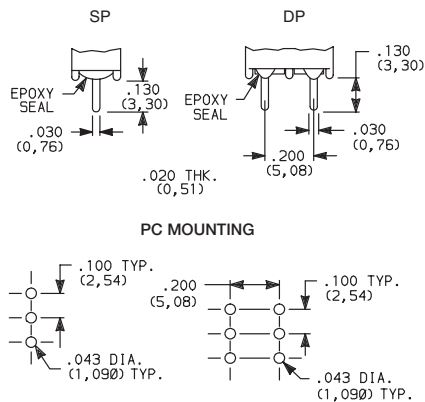 SP
DP
.130
(3,30)
EPOXY
SEAL
.030
(0,76)
.130
(3,30)
EPOXY
SEAL
.030
(0,76)
.200
(5,08)
.020 THK.
(0,51)
PC MOUNTING
.100 TYP.
(2,54)
.043 DIA.
(1,090) TYP.
.200
(5,08)
.100 TYP.
(2,54)
.043 DIA.
(1,090) TYP.